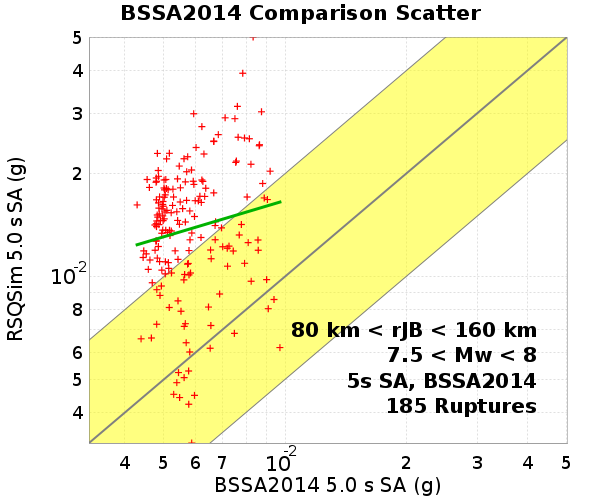 BSSA2014 Comparison Scatter
RSQSim 5.0 s SA (g)
5
4
3
2
10-2
8
6
5
4
80 km < rJB < 160 km
7.5 < Mw < 8
5s SA, BSSA2014
185 Ruptures
4 5 6 7 10-2 2 3 4 5
BSSA2014 5.0 s SA (g)